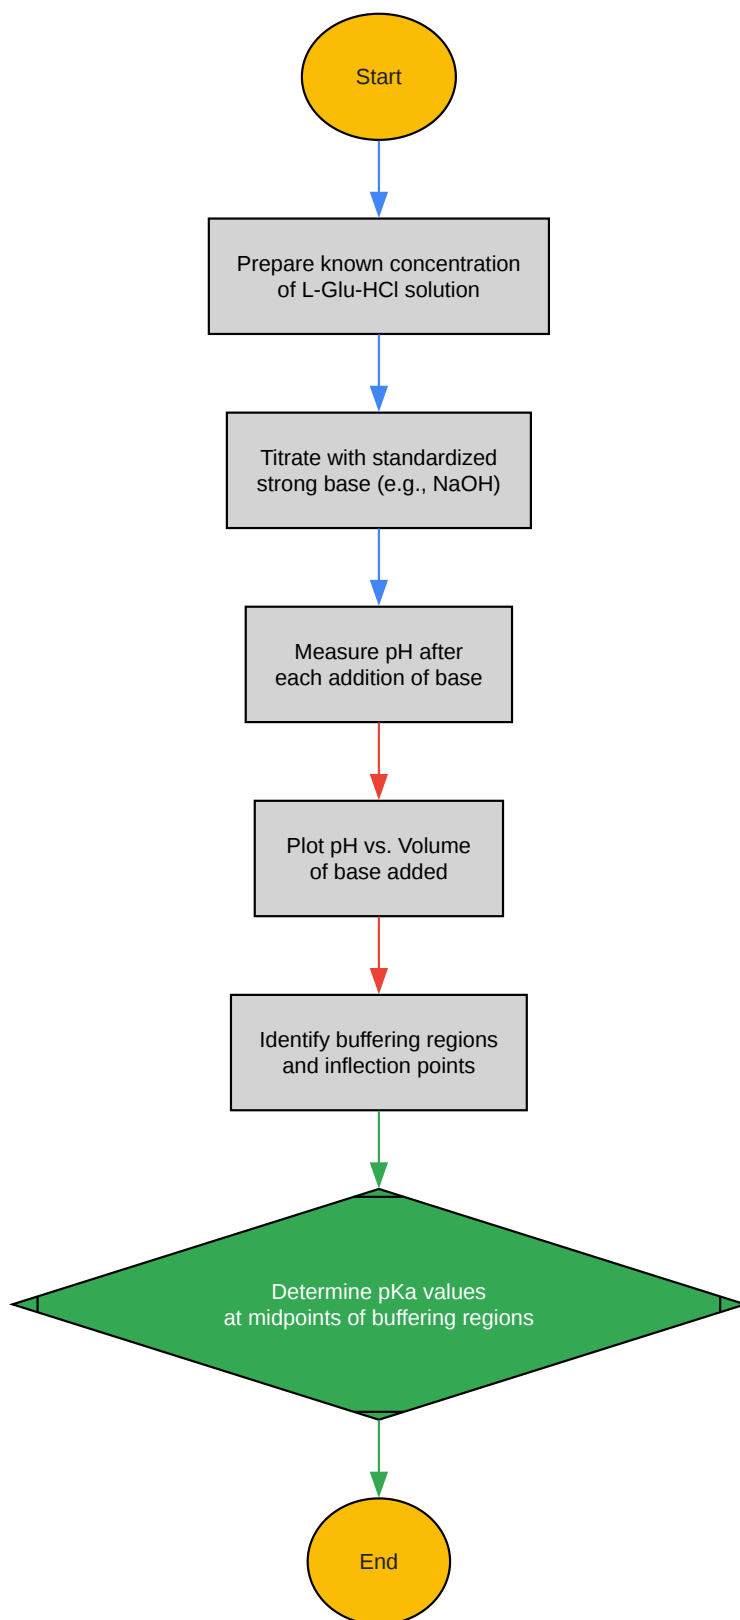 Start
Prepare known concentration
of L-Glu-HCl solution
Titrate with standardized
strong base (e.g., NaOH)
Measure pH after
each addition of base
Plot pH vs. Volume
of base added
Identify buffering regions
and inflection points
Determine pKa values
at midpoints of buffering regions
End